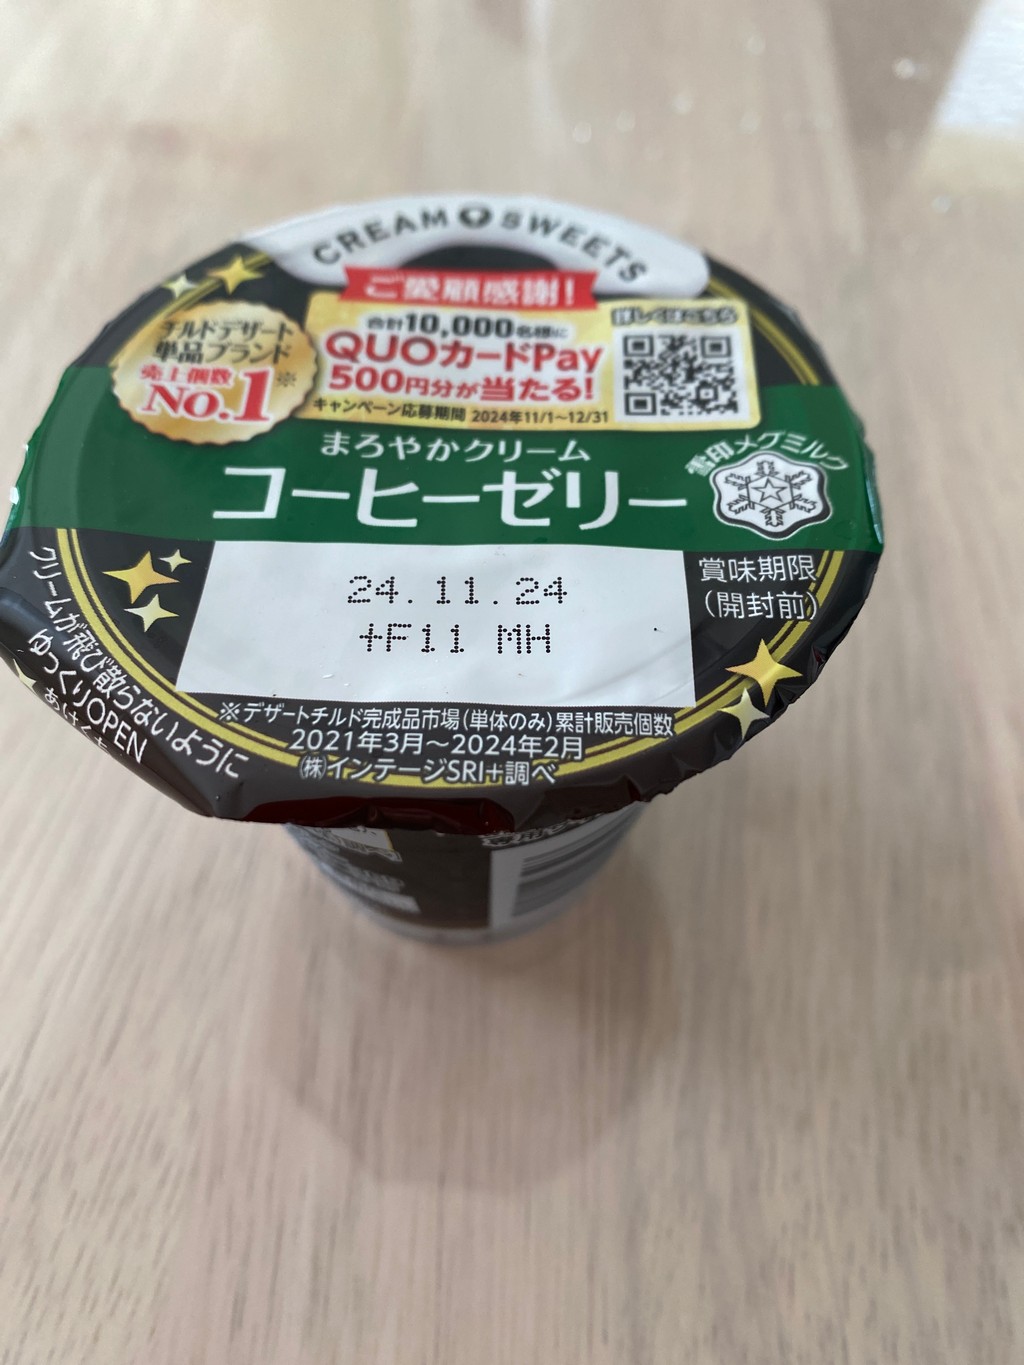 CREAM SWEETS
ご愛顧感謝!
チルドデザート
単品ブランド
売上個数
No.1※
合計10,000名様に
QUOカードPay
500円分が当たる!
キャンペーン応募期間 2024年11/1〜12/31
詳しくはこちら
まろやかクリーム
コーヒーゼリー
雪印メグミルク
24.11.24
+F11 MH
賞味期限
(開封前)
クリームが飛び散らないように
ゆっくりOPEN
※デザートチルド完成品市場(単体のみ)累計販売個数
2021年3月〜2024年2月
㈱インテージSRI+調べ